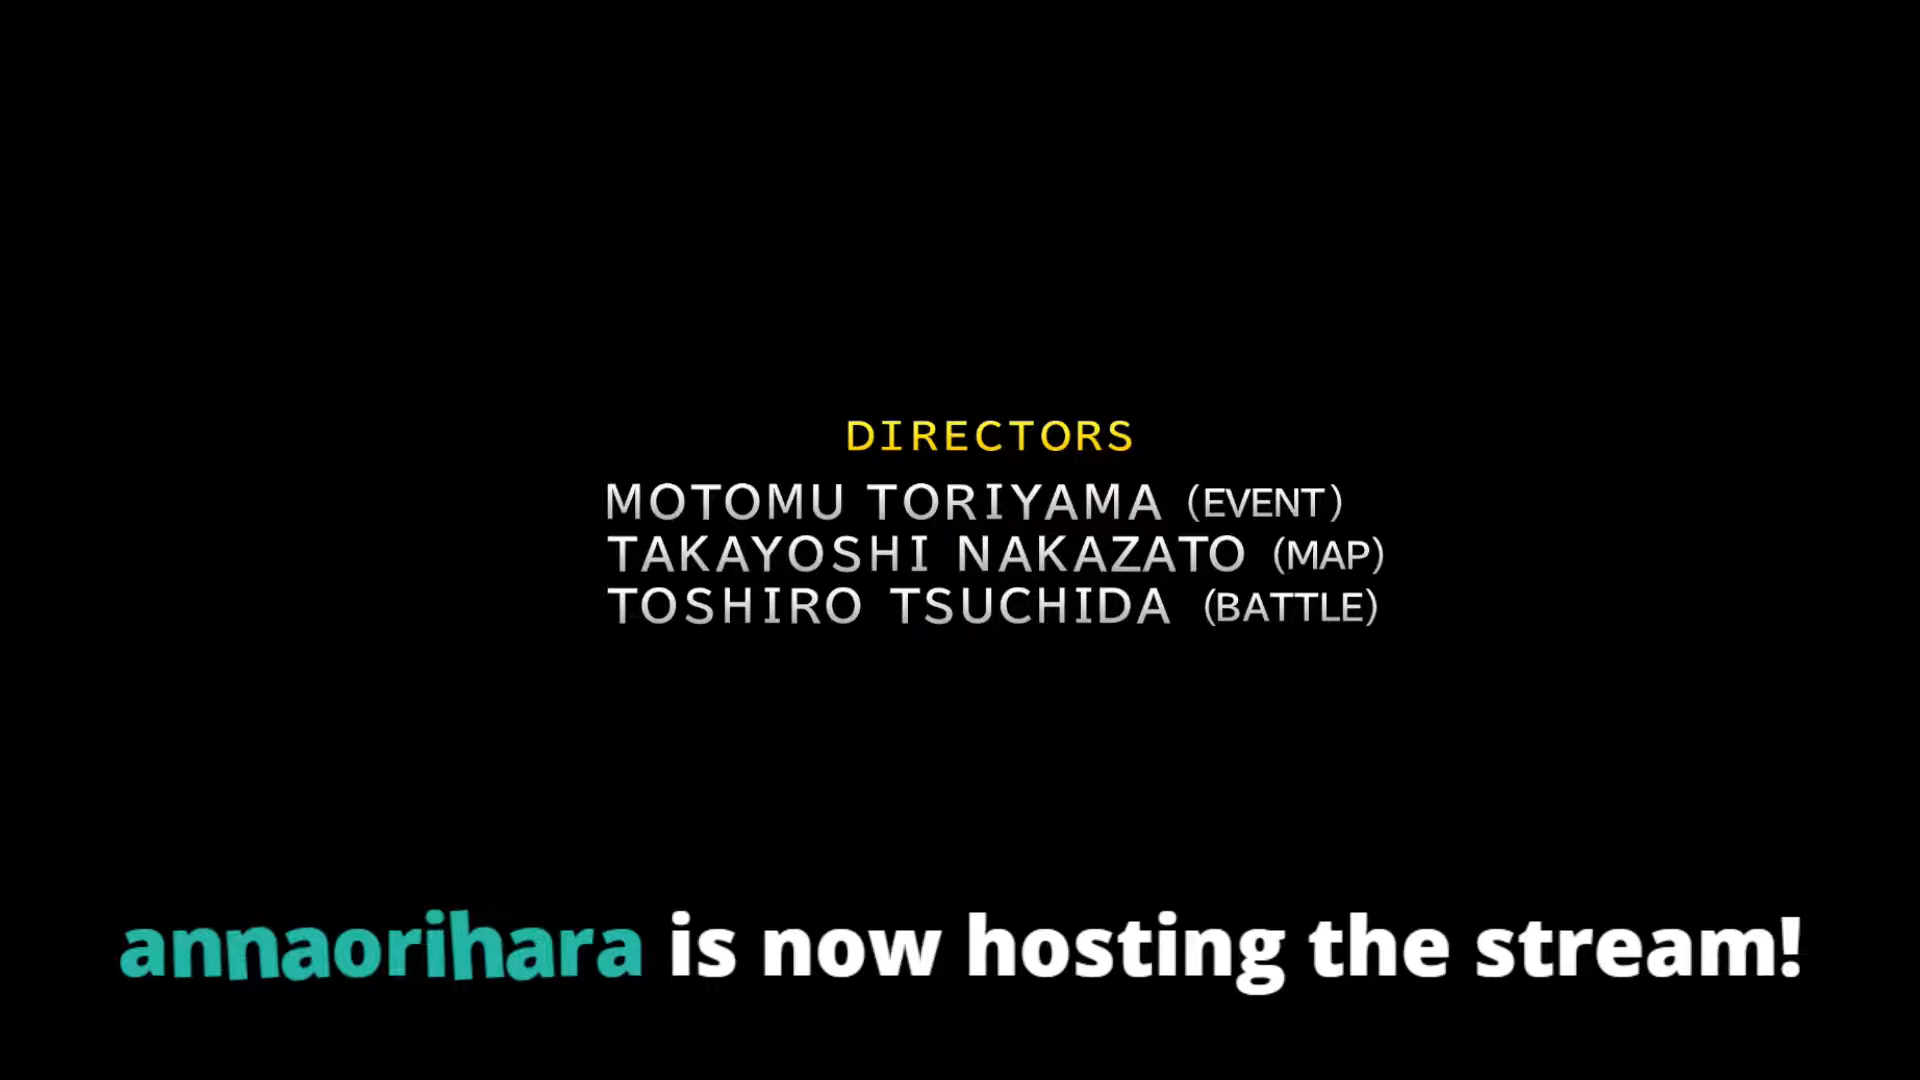 DIRECTORS
MOTOMU TORIYAMA (EVENT)
TAKAYOSHI NAKAZATO (MAP)
TOSHIRO TSUCHIDA (BATTLE)
annaorihara is now hosting the stream!